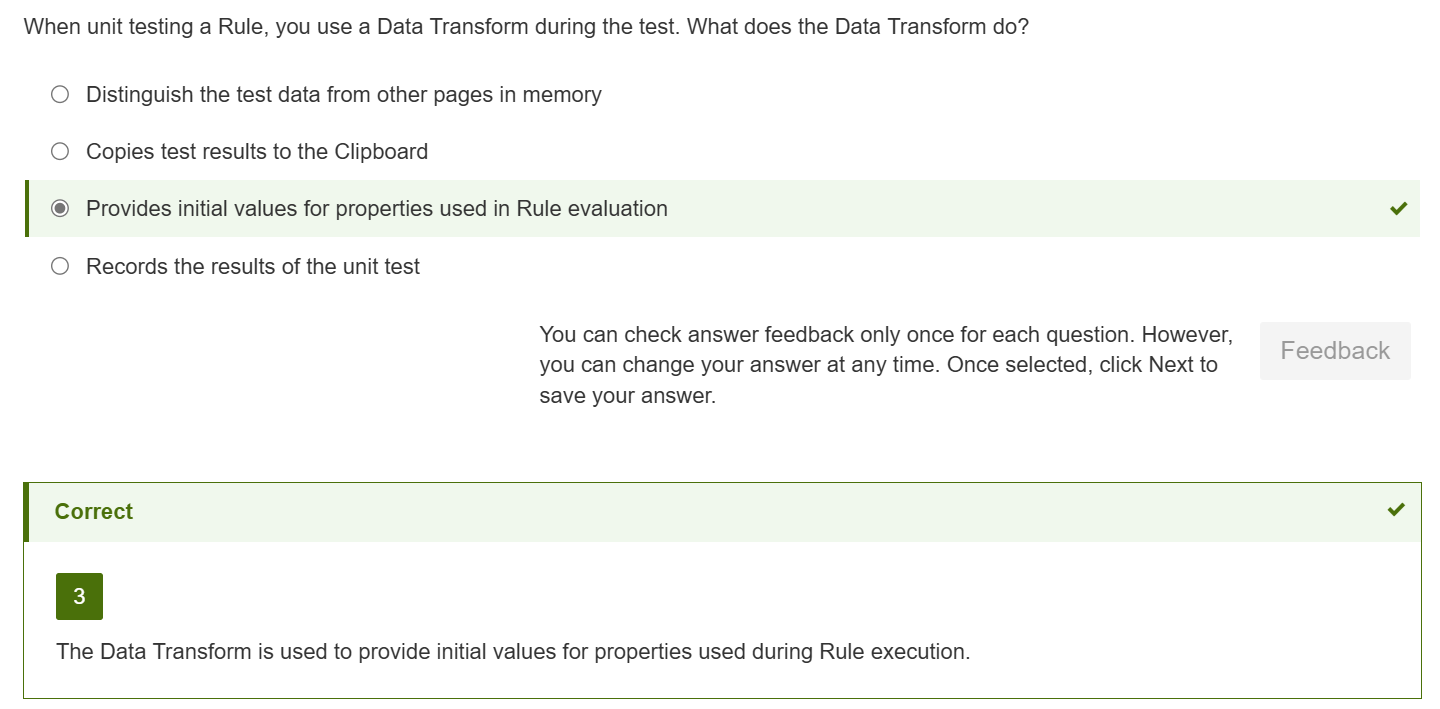 When unit testing a Rule, you use a Data Transform during the test. What does the Data Transform do?
Distinguish the test data from other pages in memory
Copies test results to the Clipboard
Provides initial values for properties used in Rule evaluation
Records the results of the unit test
You can check answer feedback only once for each question. However,
you can change your answer at any time. Once selected, click Next to
save your answer.
Feedback
Correct
3
The Data Transform is used to provide initial values for properties used during Rule execution.